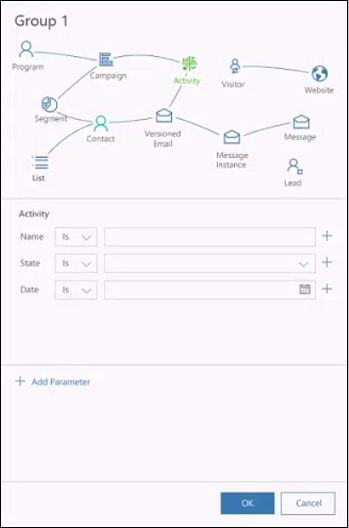 Group 1
Program
Campaign
Activity
Visitor
Website
Segment
Contact
Versioned
Email
Message
Instance
Message
List
Lead
Activity
Name Is
State Is
Date Is
Add Parameter
OK Cancel